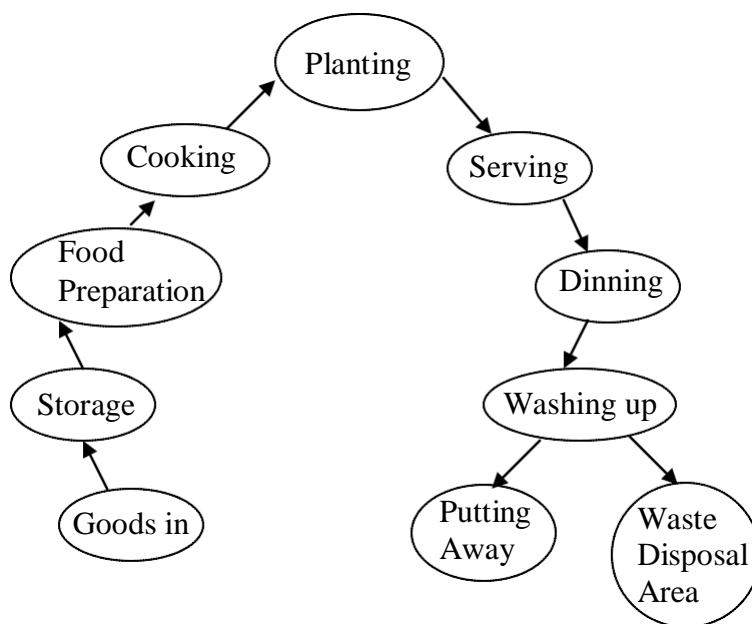 Planting
Cooking
Serving
Food
Preparation
Dinning
Storage
Washing up
Goods in
Putting
Away
Waste
Disposal
Area